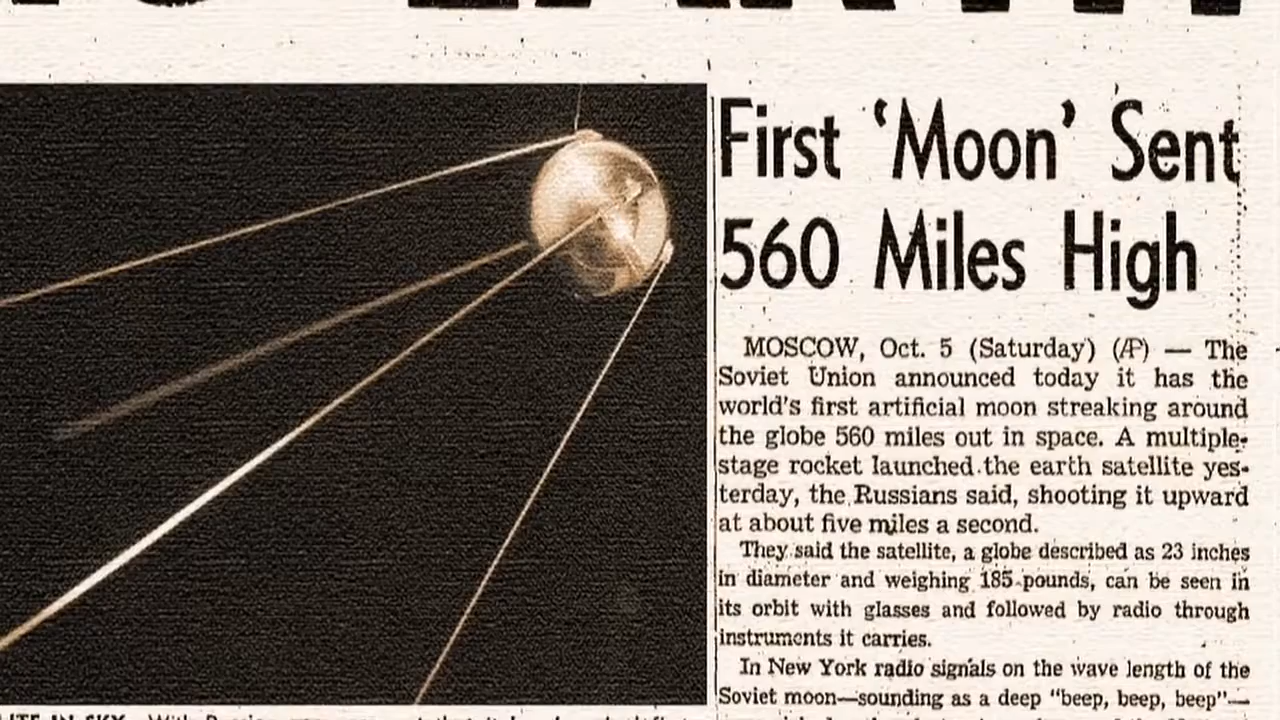 First ‘Moon’ Sent
560 Miles High
MOSCOW, Oct. 5 (Saturday) (AP) — The
Soviet Union announced today it has the
world's first artificial moon streaking around
the globe 560 miles out in space. A multiple-
stage rocket launched the earth satellite yes-
terday, the Russians said, shooting it upward
at about five miles a second.
They said the satellite, a globe described as 23 inches
in diameter and weighing 185 pounds, can be seen in
its orbit with glasses and followed by radio through
instruments it carries.
In New York radio signals on the wave length of the
Soviet moon—sounding as a deep "beep, beep, beep"—